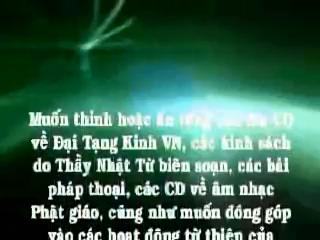 Muốn thỉnh hoặc ấn tống CD
về Đại Tạng Kinh VN, các kinh sách
do Thầy Nhật Từ biên soạn, các bài
pháp thoại, các CD về âm nhạc
Phật giáo, cũng như muốn đóng góp
vào các hoạt động từ thiện của